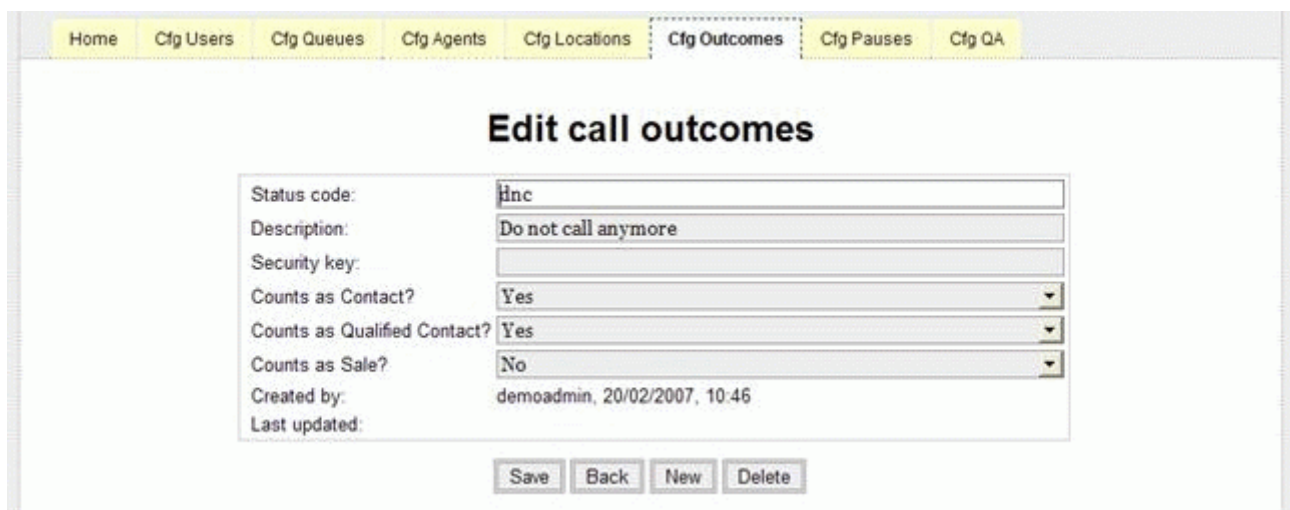 Home Cfg Users Cfg Queues Cfg Agents Cfg Locations Cfg Outcomes Cfg Pauses Cfg QA
Edit call outcomes
Status code: dnc
Description: Do not call anymore
Security key:
Counts as Contact? Yes
Counts as Qualified Contact? Yes
Counts as Sale? No
Created by: demoadmin, 20/02/2007, 10:46
Last updated:
Save Back New Delete